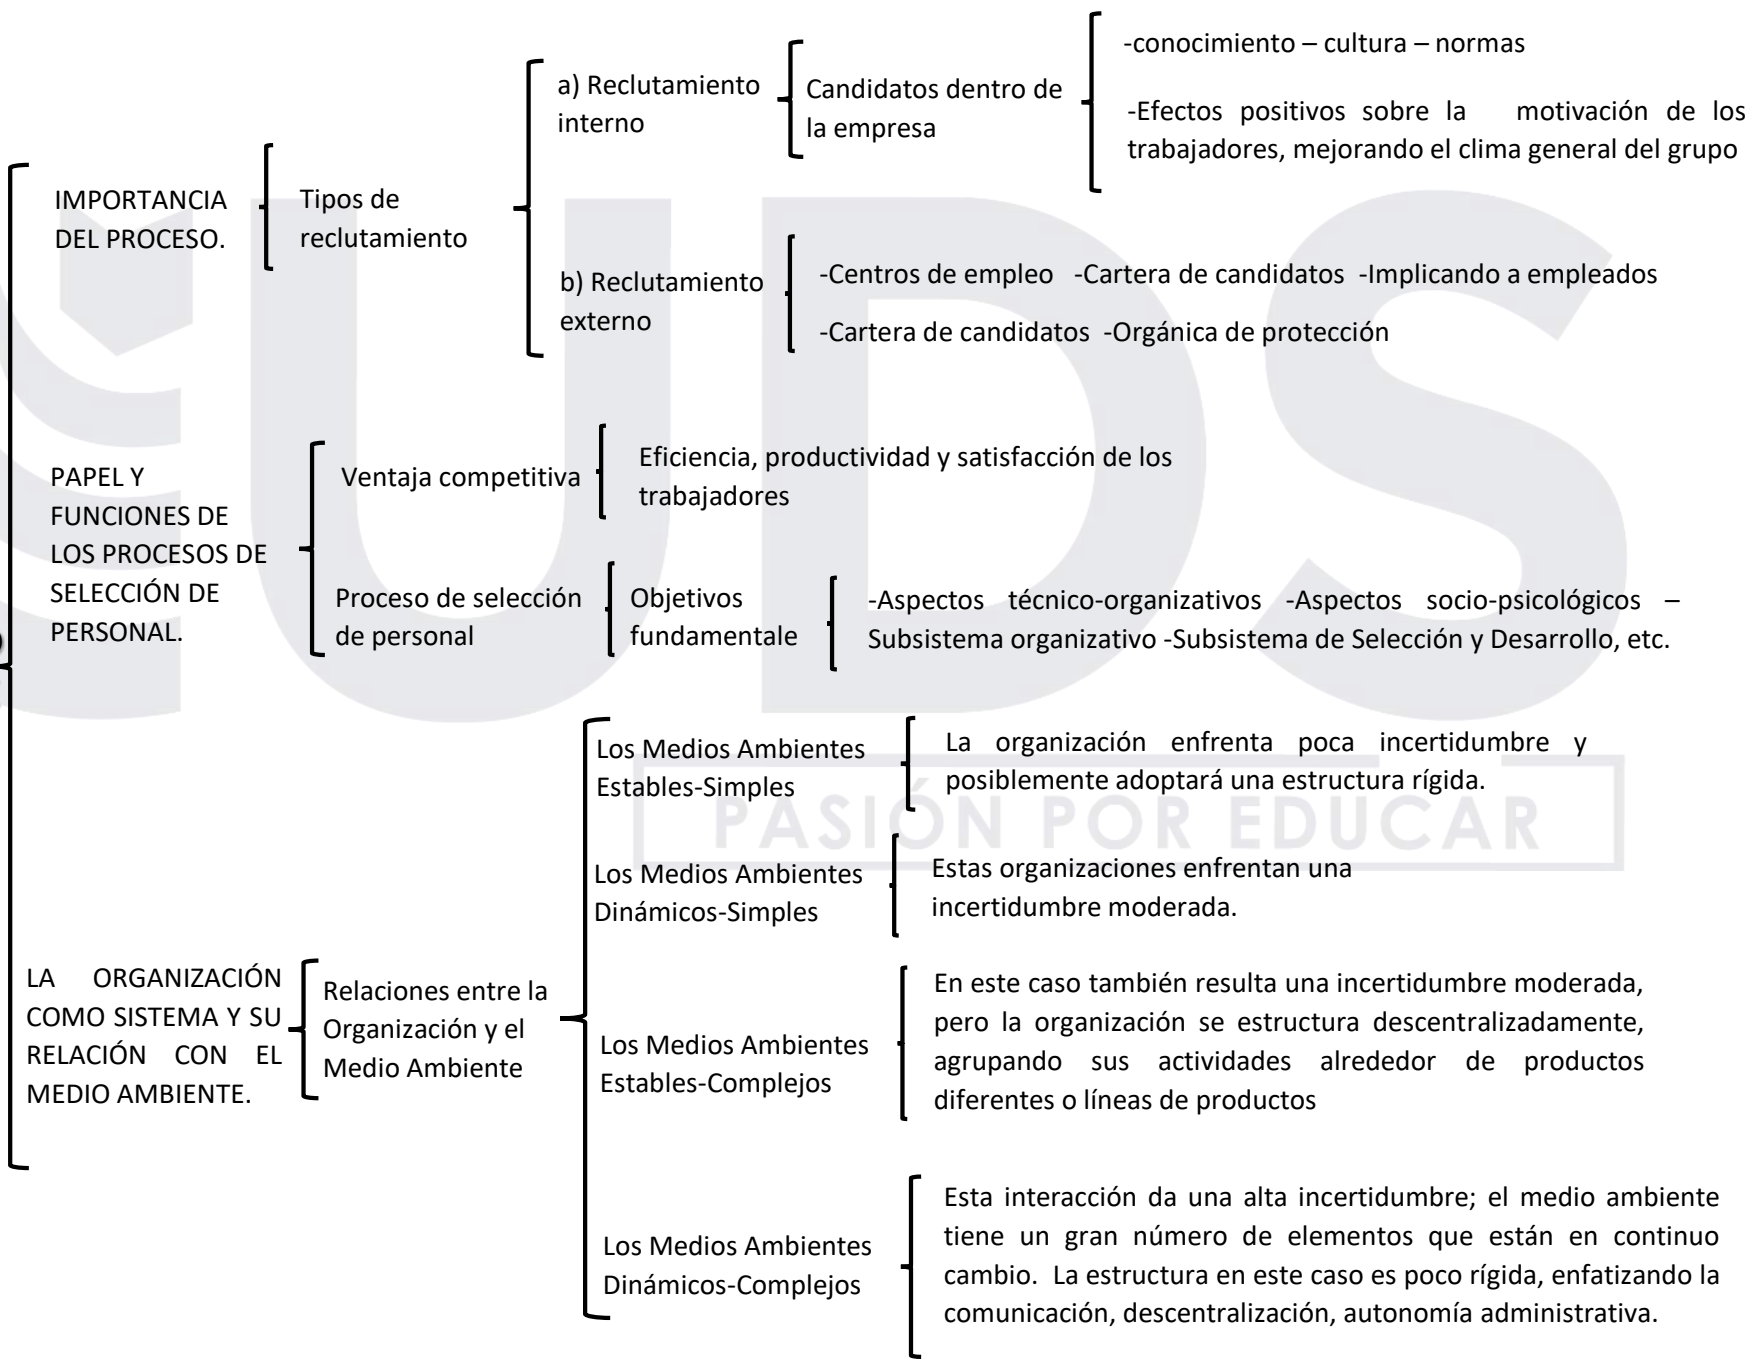 IMPORTANCIA
DEL PROCESO.
Tipos de
reclutamiento
a) Reclutamiento
interno
Candidatos dentro de
la empresa
-conocimiento – cultura – normas
-Efectos positivos sobre la motivación de los
trabajadores, mejorando el clima general del grupo
b) Reclutamiento
externo
-Centros de empleo -Cartera de candidatos -Implicando a empleados
-Cartera de candidatos -Orgánica de protección
PAPEL Y
FUNCIONES DE
LOS PROCESOS DE
SELECCIÓN DE
PERSONAL.
Ventaja competitiva
Eficiencia, productividad y satisfacción de los
trabajadores
Proceso de selección
de personal
Objetivos
fundamentale
-Aspectos técnico-organizativos -Aspectos socio-psicológicos –
Subsistema organizativo -Subsistema de Selección y Desarrollo, etc.
LA ORGANIZACIÓN
COMO SISTEMA Y SU
RELACIÓN CON EL
MEDIO AMBIENTE.
Relaciones entre la
Organización y el
Medio Ambiente
Los Medios Ambientes
Estables-Simples
La organización enfrenta poca incertidumbre y
posiblemente adoptará una estructura rígida.
Los Medios Ambientes
Dinámicos-Simples
Estas organizaciones enfrentan una
incertidumbre moderada.
Los Medios Ambientes
Estables-Complejos
En este caso también resulta una incertidumbre moderada,
pero la organización se estructura descentralizadamente,
agrupando sus actividades alrededor de productos
diferentes o líneas de productos
Los Medios Ambientes
Dinámicos-Complejos
Esta interacción da una alta incertidumbre; el medio ambiente
tiene un gran número de elementos que están en continuo
cambio. La estructura en este caso es poco rígida, enfatizando la
comunicación, descentralización, autonomía administrativa.
UDS
PASIÓN POR EDUCAR